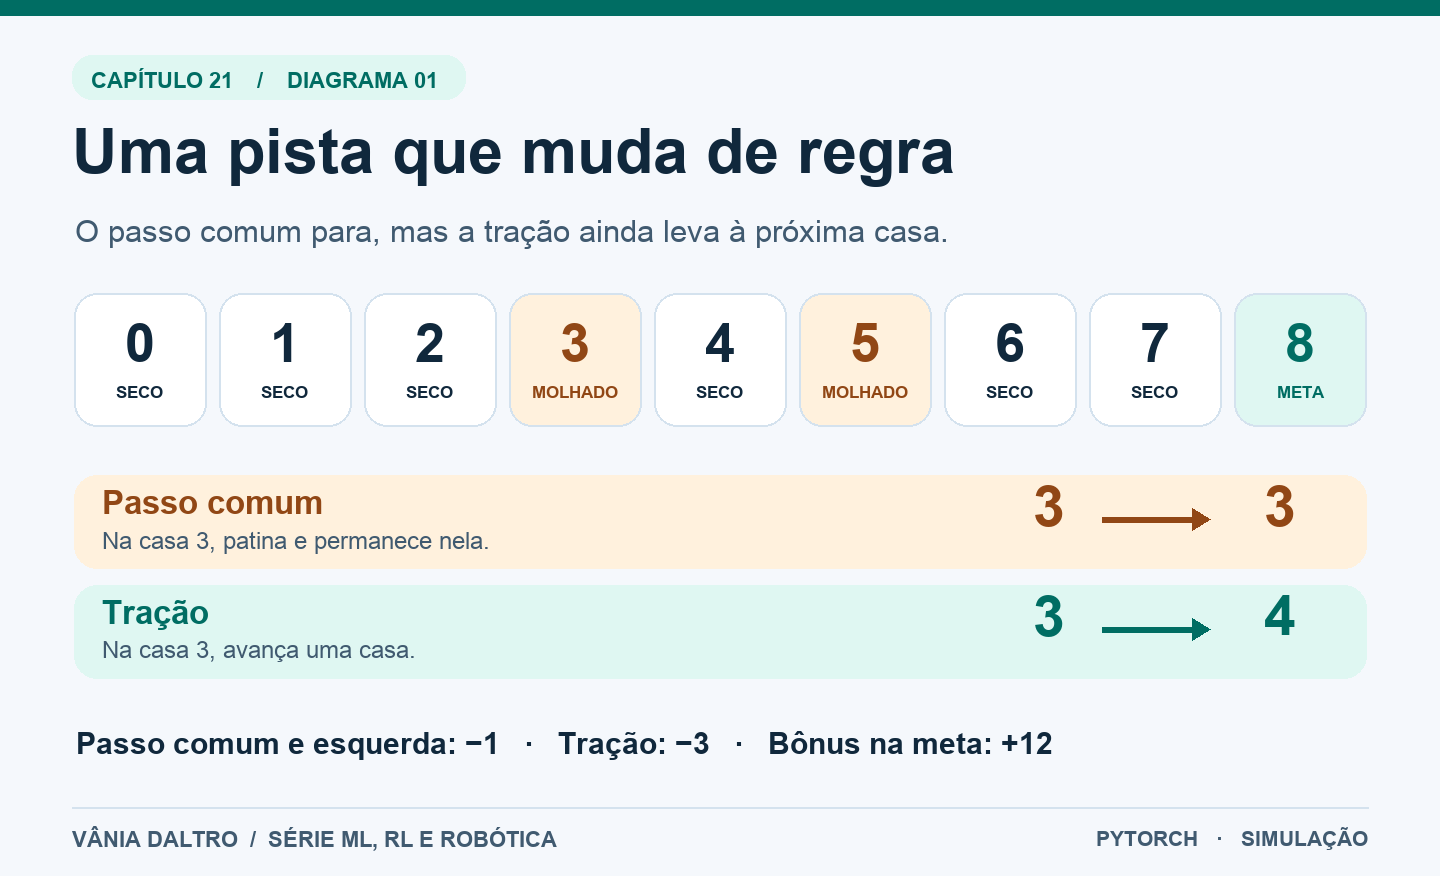 CAPÍTULO 21 / DIAGRAMA 01
Uma pista que muda de regra
O passo comum para, mas a tração ainda leva à próxima casa.
0 1 2 3 4 5 6 7 8
SECO SECO SECO MOLHADO SECO MOLHADO SECO SECO META
Passo comum
Na casa 3, patina e permanece nela.
3 3
Tração
Na casa 3, avança uma casa.
3 4
Passo comum e esquerda: −1 · Tração: −3 · Bônus na meta: +12
VÂNIA DALTRO / SÉRIE ML, RL E ROBÓTICA
PYTORCH · SIMULAÇÃO